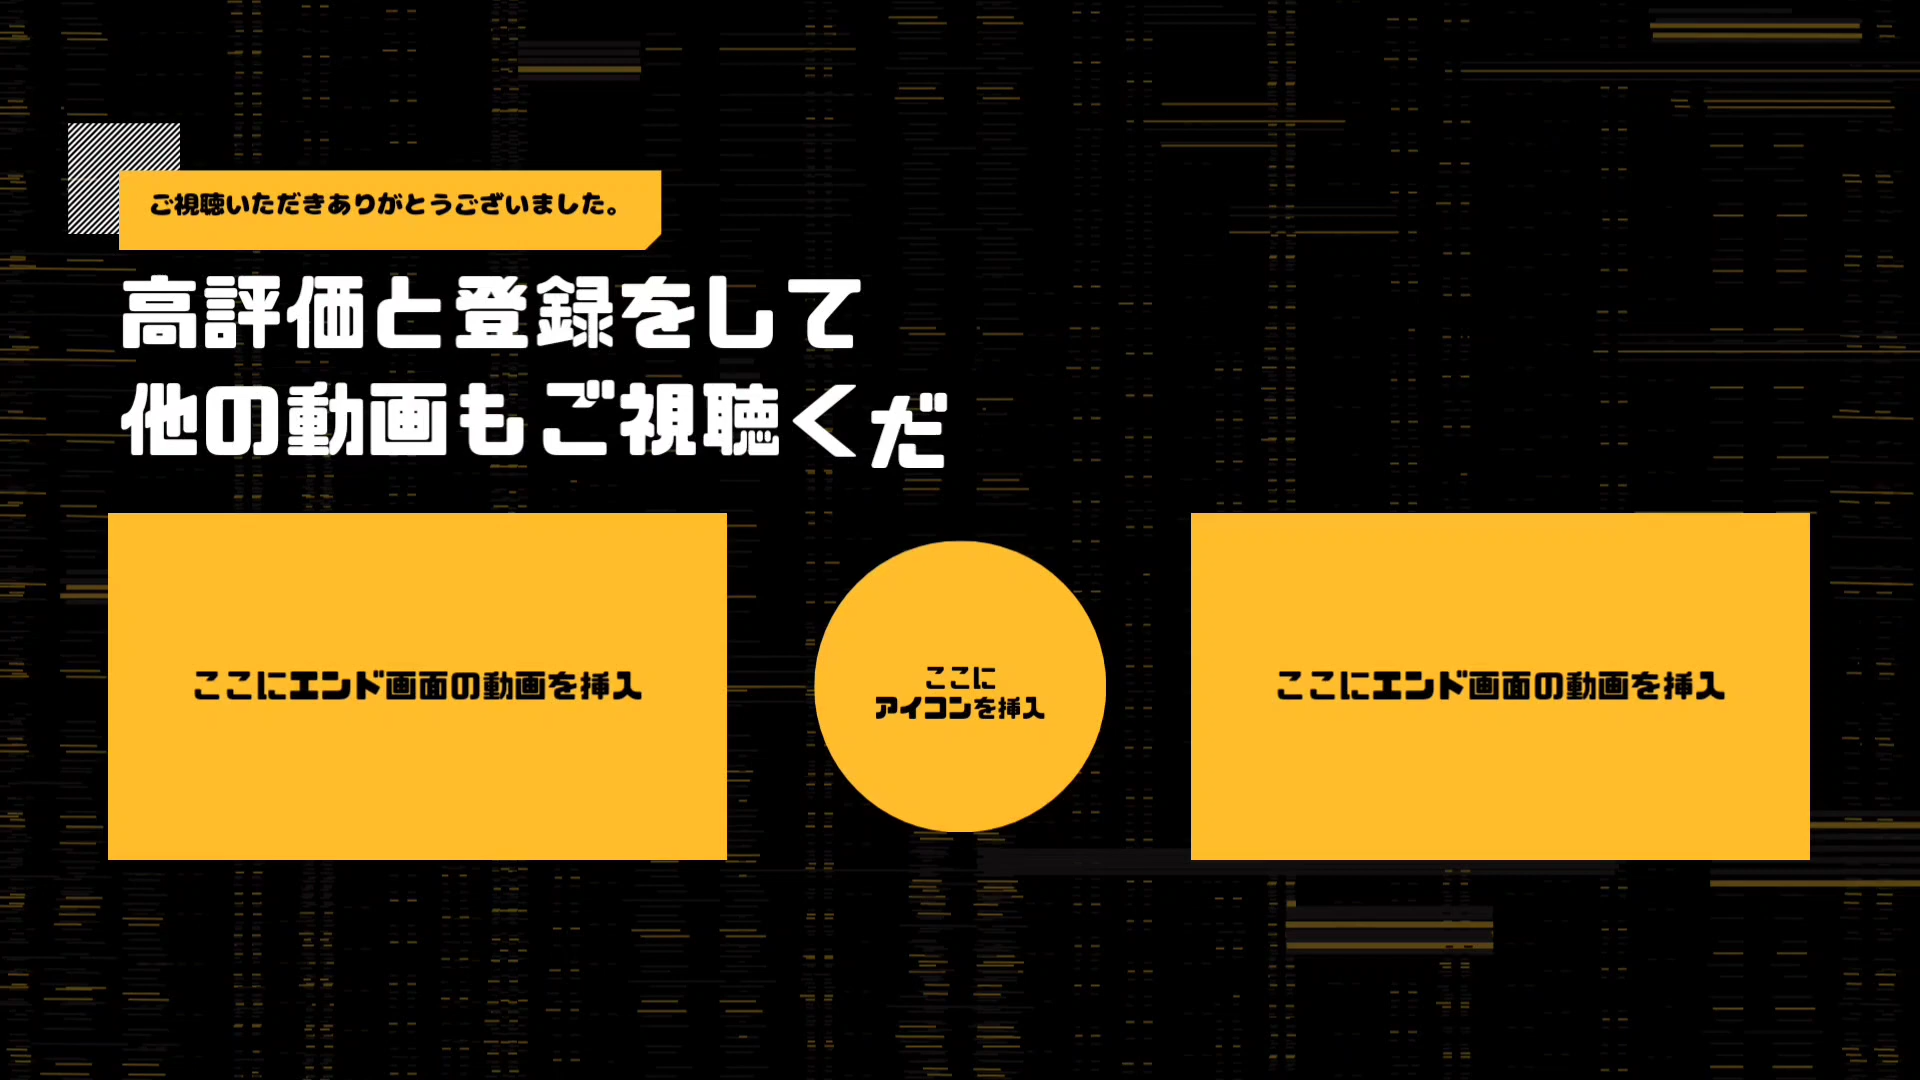 ご視聴いただきありがとうございました。
高評価と登録をして
他の動画もご視聴くだ
ここにエンド画面の動画を挿入
ここに
アイコンを挿入
ここにエンド画面の動画を挿入